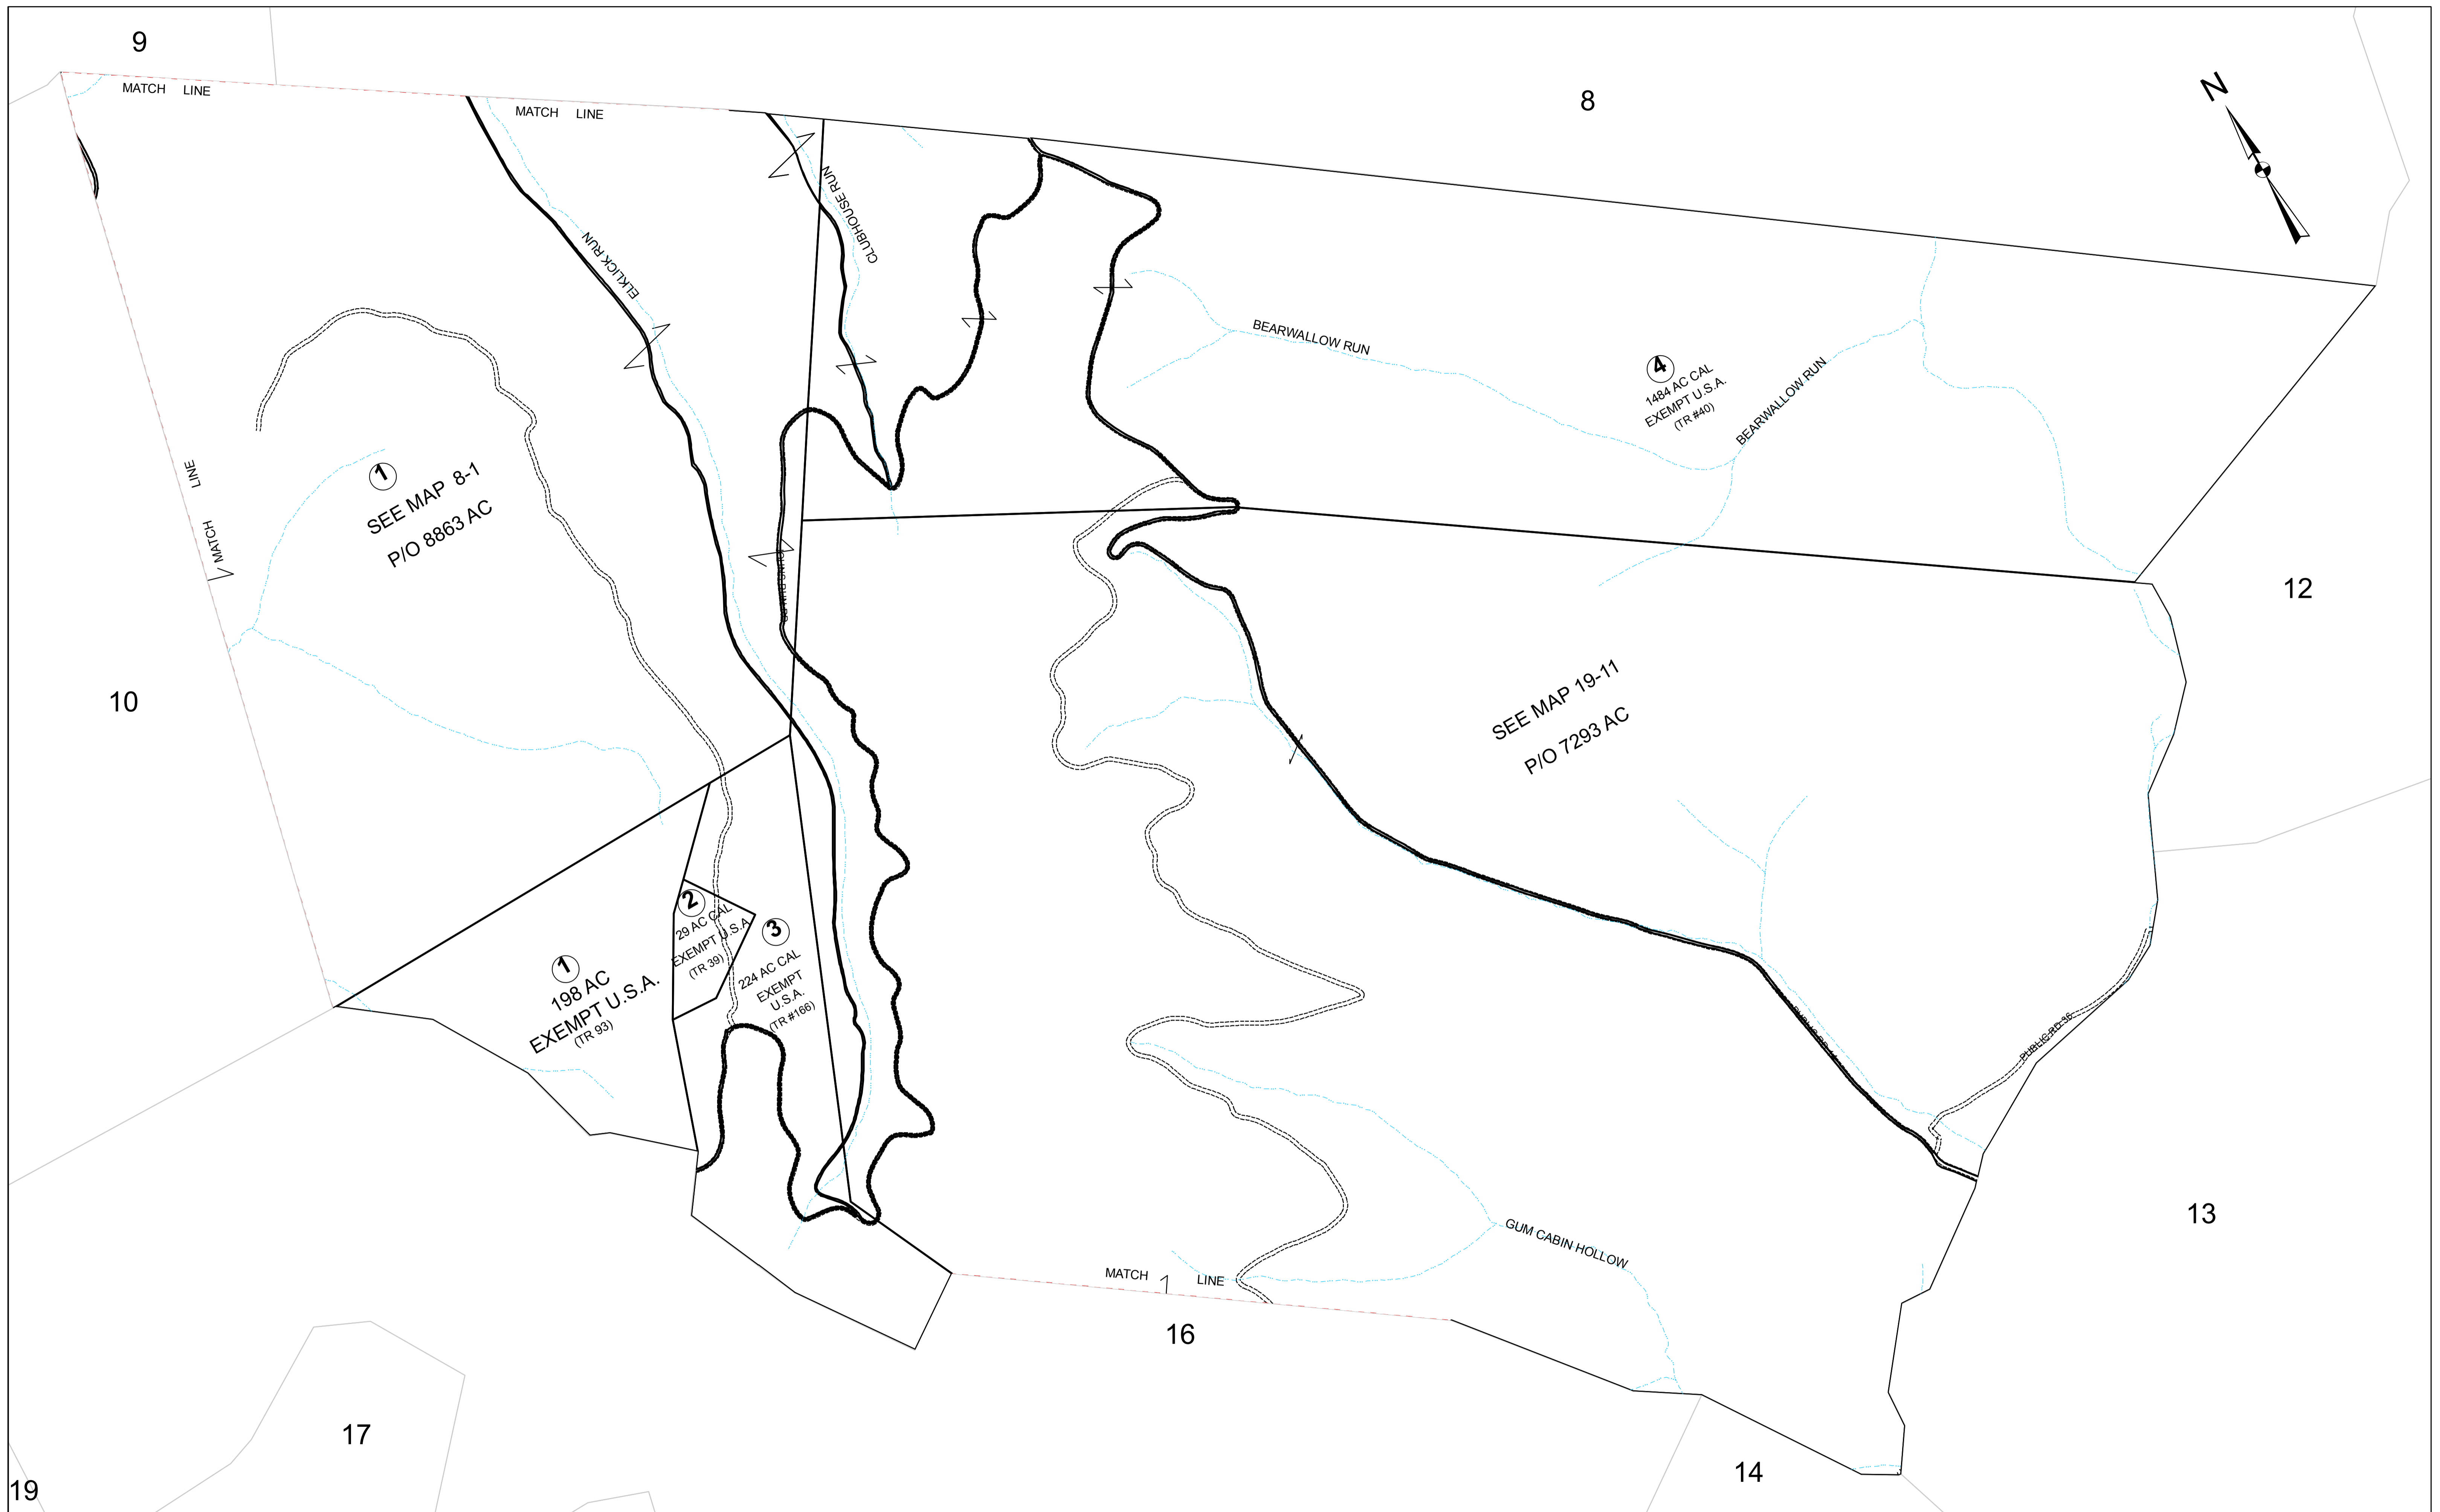 9
8
N
MATCH LINE
MATCH LINE
CLUBHOUSE RUN
ELKLICK RUN
BEARWALLOW RUN
4
1484 AC CAL
EXEMPT U.S.A.
(TR #40)
BEARWALLOW RUN
1
SEE MAP 8-1
P/O 8863 AC
MATCH LINE
12
10
SEE MAP 19-11
P/O 7293 AC
2
29 AC CAL
EXEMPT U.S.A.
(TR 39)
3
224 AC CAL
EXEMPT
U.S.A.
(TR #166)
1
198 AC
EXEMPT U.S.A.
(TR 93)
PUBLIC RD 36
13
GUM CABIN HOLLOW
MATCH LINE
16
17
14
19